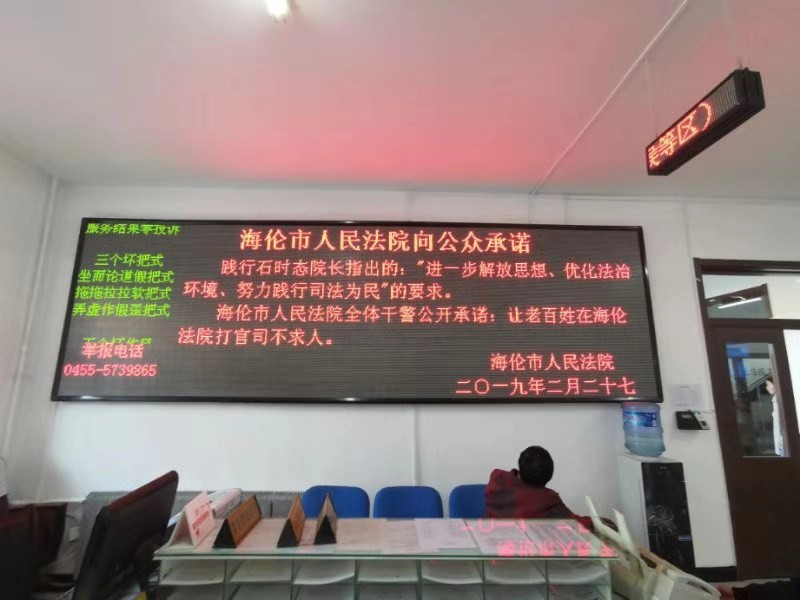 服务结果零投诉
三个坏把式
坐而论道假把式
拖拖拉拉软把式
弄虚作假歪把式
举报电话
0455-5739865
海伦市人民法院向公众承诺
践行石时态院长指出的："进一步解放思想、优化法治
环境、努力践行司法为民"的要求。
海伦市人民法院全体干警公开承诺：让老百姓在海伦
法院打官司不求人。
海伦市人民法院
二〇一九年二月二十七
等区）